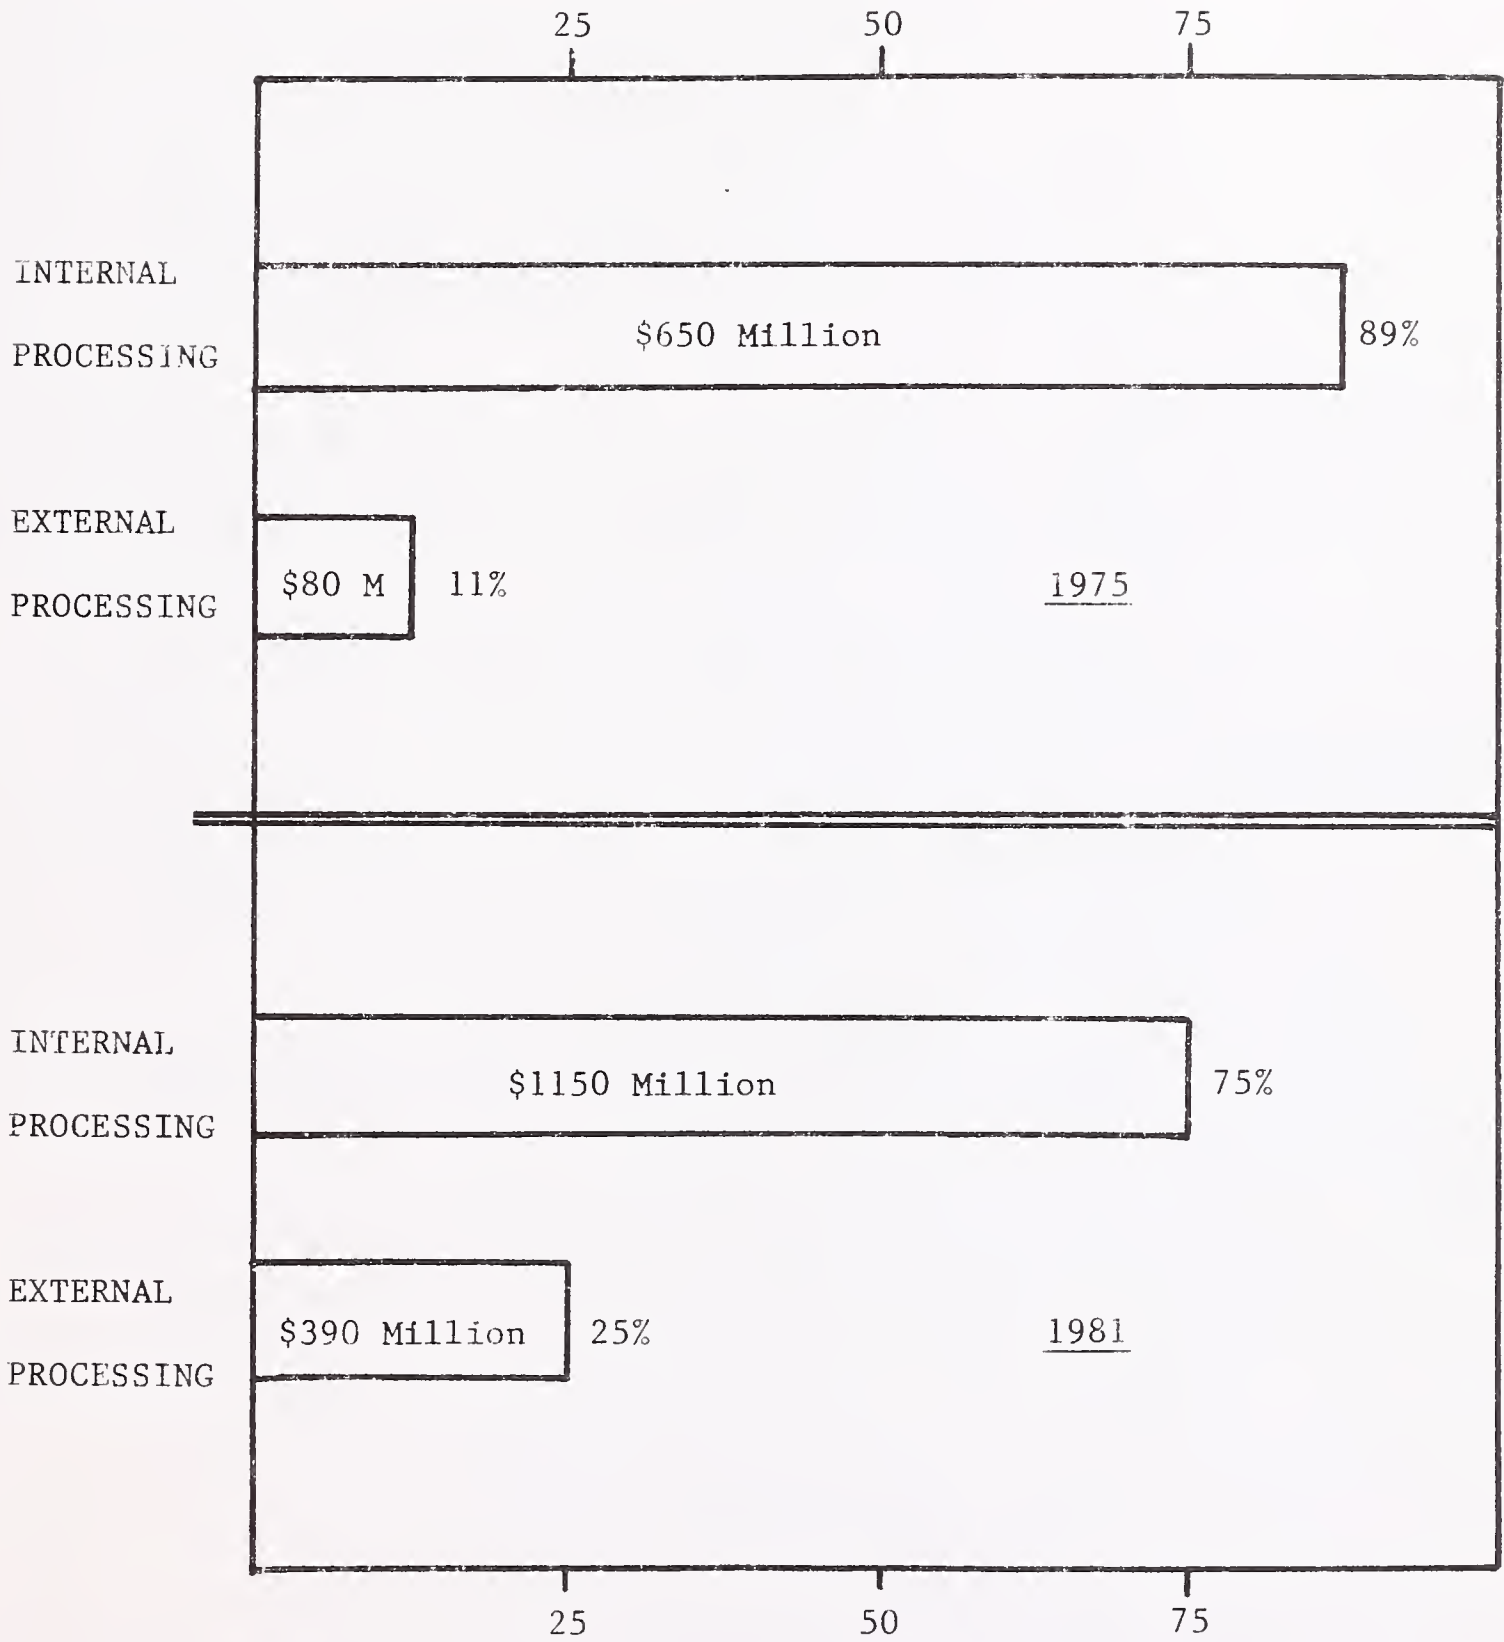 25 50 75
INTERNAL
$650 Million 89%
PROCESSING
EXTERNAL
$80 M 11% 1975
PROCESSING
INTERNAL
$1150 Million 75%
PROCESSING
EXTERNAL
$390 Million 25% 1981
PROCESSING
25 50 75